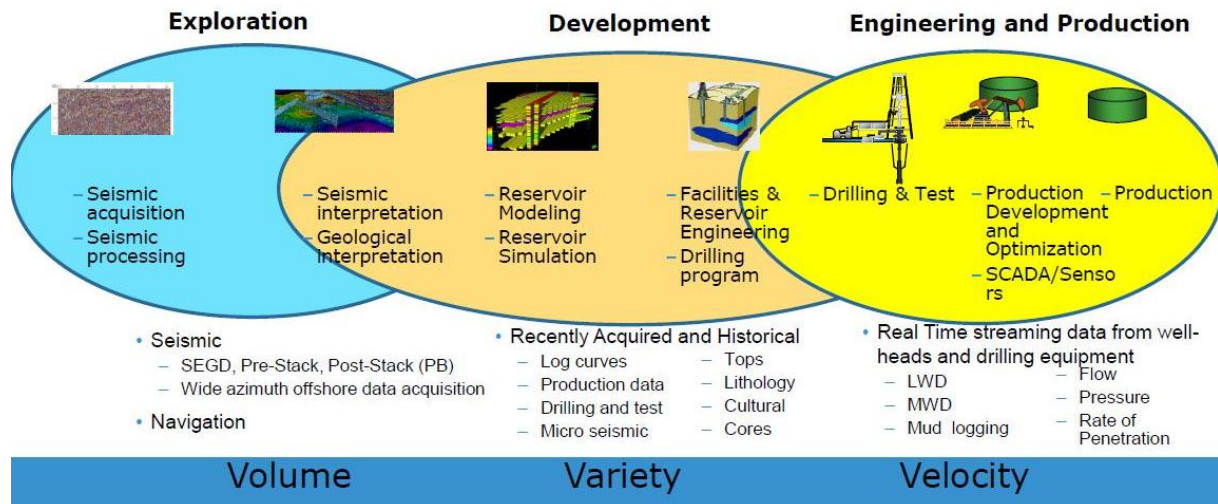 Exploration
Development
Engineering and Production
– Seismic
acquisition
– Seismic
processing
– Seismic
interpretation
– Geological
interpretation
– Reservoir
Modeling
– Reservoir
Simulation
– Facilities &
Reservoir
Engineering
– Drilling
program
– Drilling & Test
– Production
Development
and
Optimization
– SCADA/Senso
rs
– Production
• Seismic
– SEGD, Pre-Stack, Post-Stack (PB)
– Wide azimuth offshore data acquisition
• Navigation
• Recently Acquired and Historical
– Log curves
– Production data
– Drilling and test
– Micro seismic
– Tops
– Lithology
– Cultural
– Cores
• Real Time streaming data from well-
heads and drilling equipment
– LWD
– MWD
– Mud logging
– Flow
– Pressure
– Rate of
Penetration
Volume
Variety
Velocity